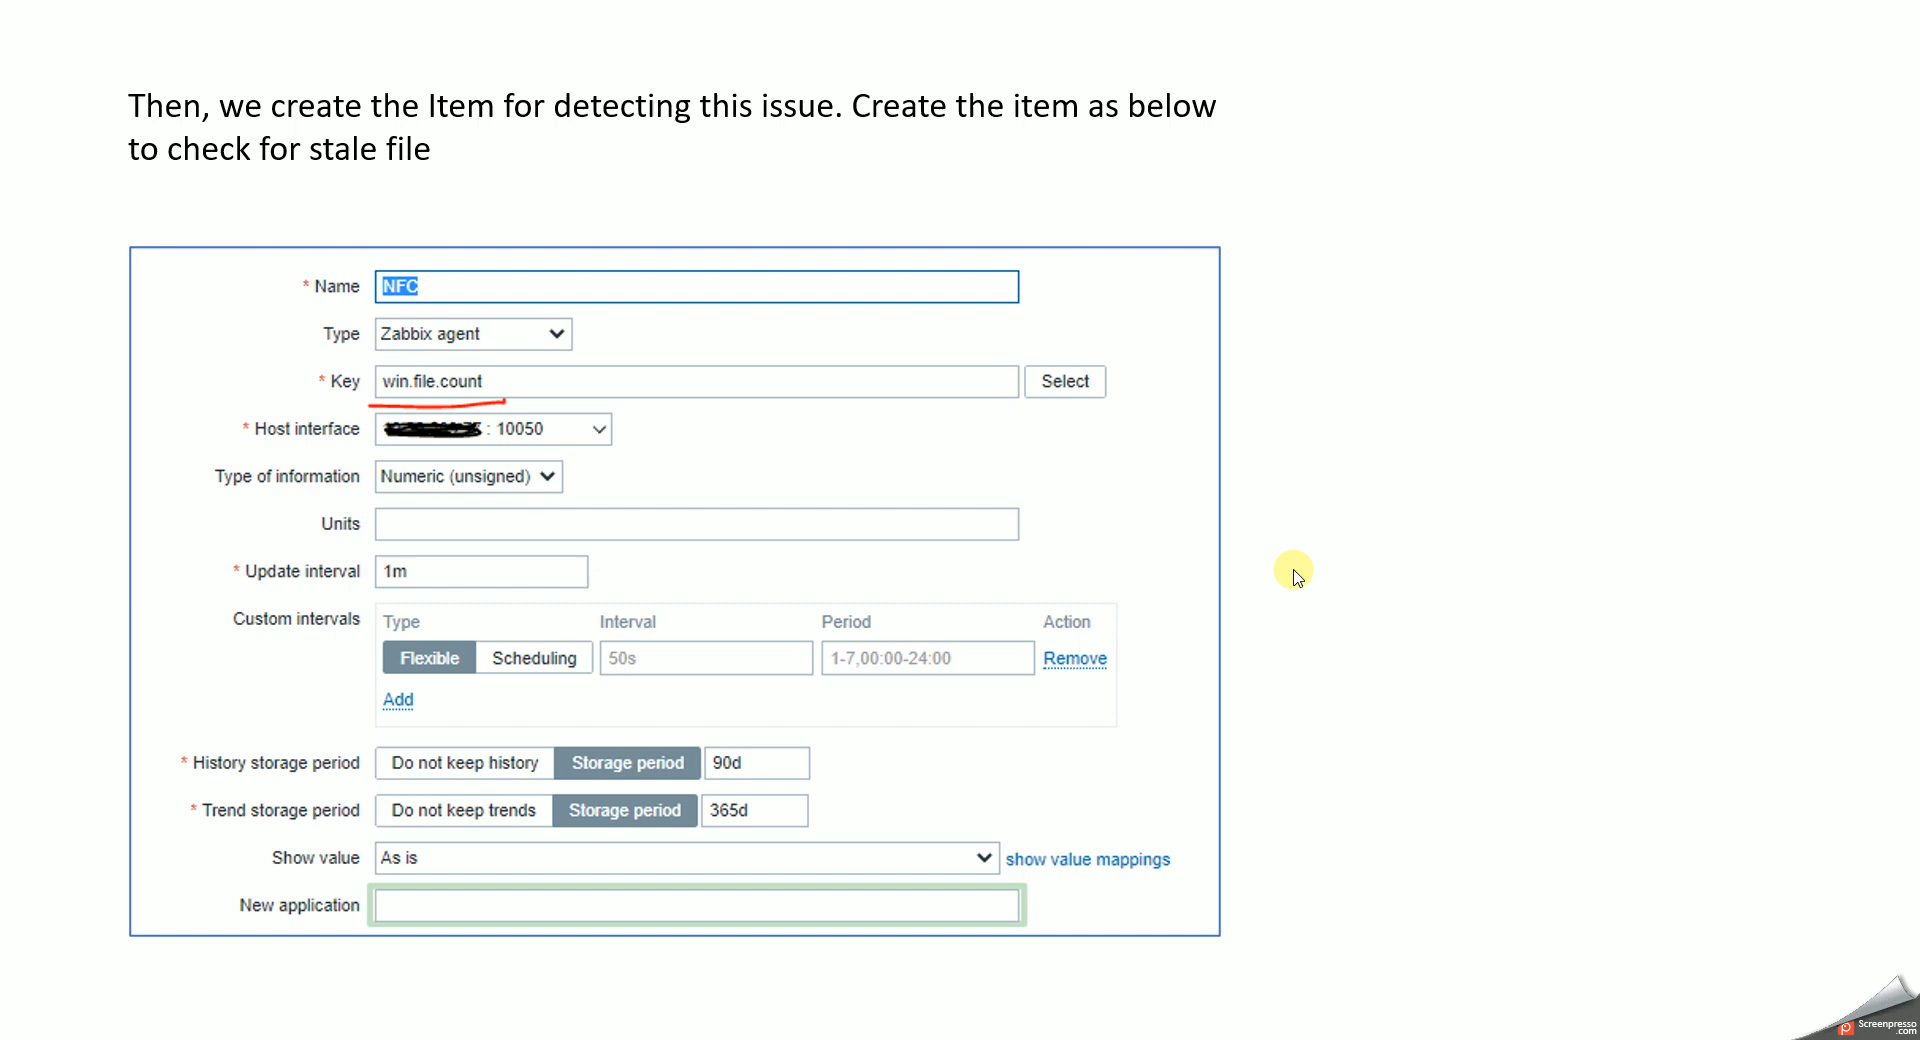 Then, we create the Item for detecting this issue. Create the item as below
to check for stale file
* Name NFC
Type Zabbix agent
* Key win.file.count Select
* Host interface : 10050
Type of information Numeric (unsigned)
Units
* Update interval 1m
Custom intervals Type Interval Period Action
Flexible Scheduling 50s 1-7,00:00-24:00 Remove
Add
* History storage period Do not keep history Storage period 90d
* Trend storage period Do not keep trends Storage period 365d
Show value As is show value mappings
New application
Screenpresso
.com